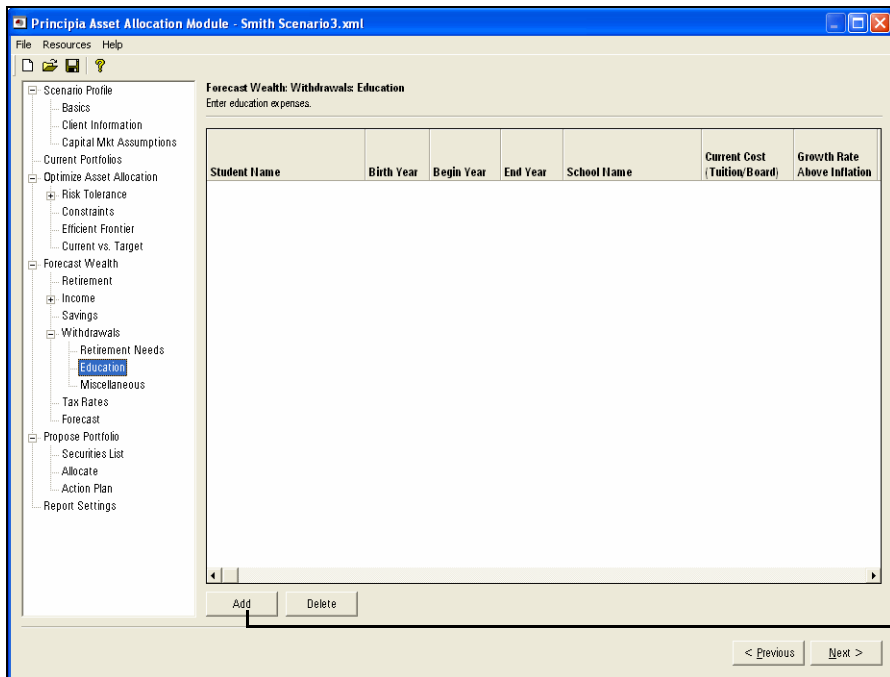 Principia Asset Allocation Module - Smith Scenario3.xml
File Resources Help
Scenario Profile
Basics
Client Information
Capital Mkt Assumptions
Current Portfolios
Optimize Asset Allocation
Risk Tolerance
Constraints
Efficient Frontier
Current vs. Target
Forecast Wealth
Retirement
Income
Savings
Withdrawals
Retirement Needs
Education
Miscellaneous
Tax Rates
Forecast
Propose Portfolio
Securities List
Allocate
Action Plan
Report Settings
Forecast Wealth: Withdrawals: Education
Enter education expenses.
Student Name
Birth Year
Begin Year
End Year
School Name
Current Cost
(Tuition/Board)
Growth Rate
Above Inflation
Add
Delete
< Previous
Next >